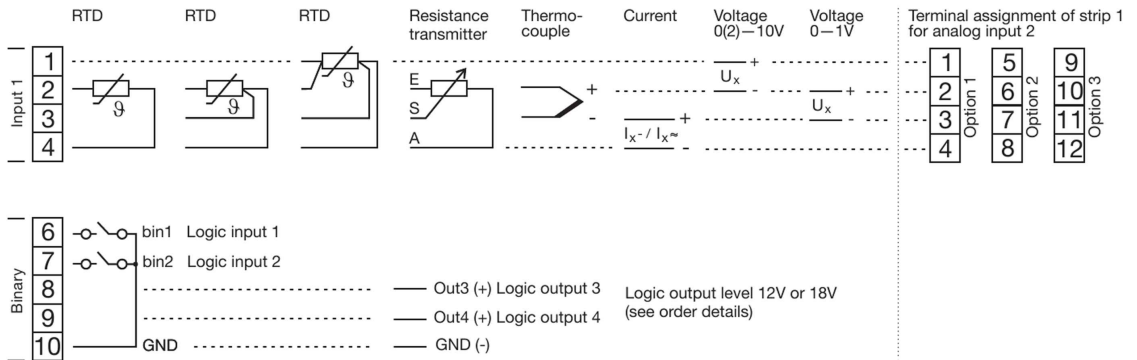 RTD
RTD
RTD
Resistance
transmitter
Thermo-
couple
Current
Voltage
0(2)—10V
Voltage
0—1V
Terminal assignment of strip 1
for analog input 2
Input 1
1
2
3
4
ϑ
ϑ
ϑ
E
S
A
+
-
+
Ix- / Ix≈
-
+
Ux
-
+
Ux
-
1
2
3
4
Option 1
5
6
7
8
Option 2
9
10
11
12
Option 3
Binary
6
7
8
9
10
bin1 Logic input 1
bin2 Logic input 2
Out3 (+) Logic output 3
Out4 (+) Logic output 4
GND
GND (-)
Logic output level 12V or 18V
(see order details)